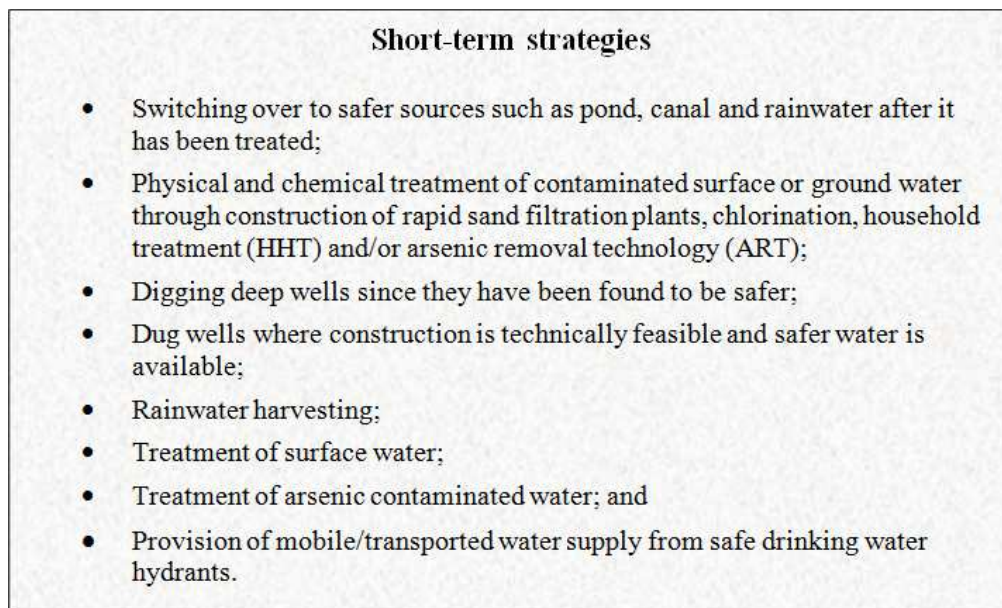 Short-term strategies
• Switching over to safer sources such as pond, canal and rainwater after it
has been treated;
• Physical and chemical treatment of contaminated surface or ground water
through construction of rapid sand filtration plants, chlorination, household
treatment (HHT) and/or arsenic removal technology (ART);
• Digging deep wells since they have been found to be safer;
• Dug wells where construction is technically feasible and safer water is
available;
• Rainwater harvesting;
• Treatment of surface water;
• Treatment of arsenic contaminated water; and
• Provision of mobile/transported water supply from safe drinking water
hydrants.